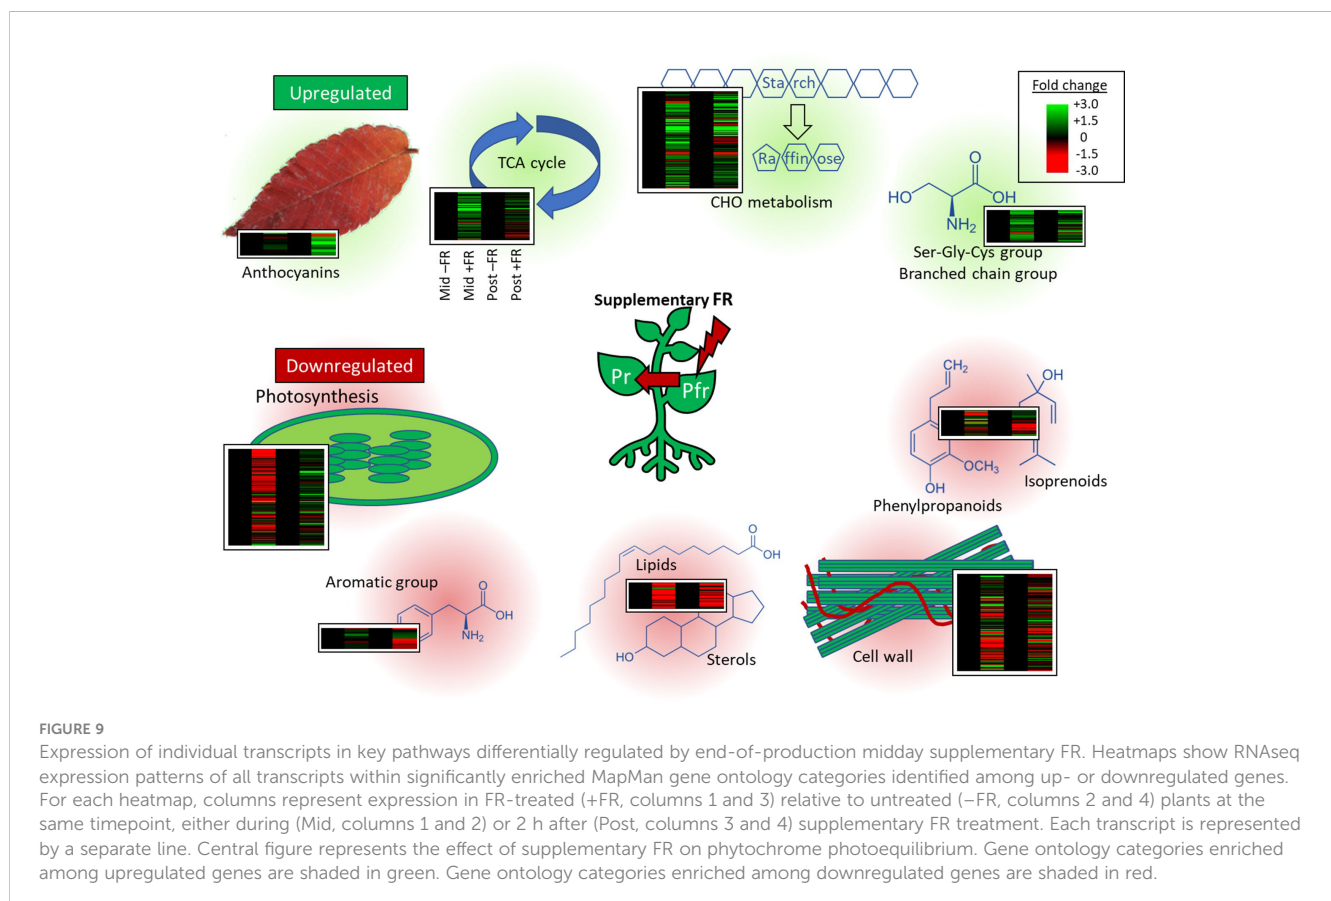 Upregulated
Anthocyanins
TCA cycle
Mid –FR
Mid +FR
Post –FR
Post +FR
Sta rch
Ra ffin ose
CHO metabolism
Fold change
+3.0
+1.5
0
-1.5
-3.0
O
HO
OH
NH2
Ser-Gly-Cys group
Branched chain group
Supplementary FR
Pr
Pfr
Downregulated
Photosynthesis
CH2
OH
OCH3
OH
Isoprenoids
Phenylpropanoids
Aromatic group
O
OH
NH2
O
OH
Lipids
HO
Sterols
Cell wall
FIGURE 9
Expression of individual transcripts in key pathways differentially regulated by end-of-production midday supplementary FR. Heatmaps show RNAseq
expression patterns of all transcripts within significantly enriched MapMan gene ontology categories identified among up- or downregulated genes.
For each heatmap, columns represent expression in FR-treated (+FR, columns 1 and 3) relative to untreated (–FR, columns 2 and 4) plants at the
same timepoint, either during (Mid, columns 1 and 2) or 2 h after (Post, columns 3 and 4) supplementary FR treatment. Each transcript is represented
by a separate line. Central figure represents the effect of supplementary FR on phytochrome photoequilibrium. Gene ontology categories enriched
among upregulated genes are shaded in green. Gene ontology categories enriched among downregulated genes are shaded in red.